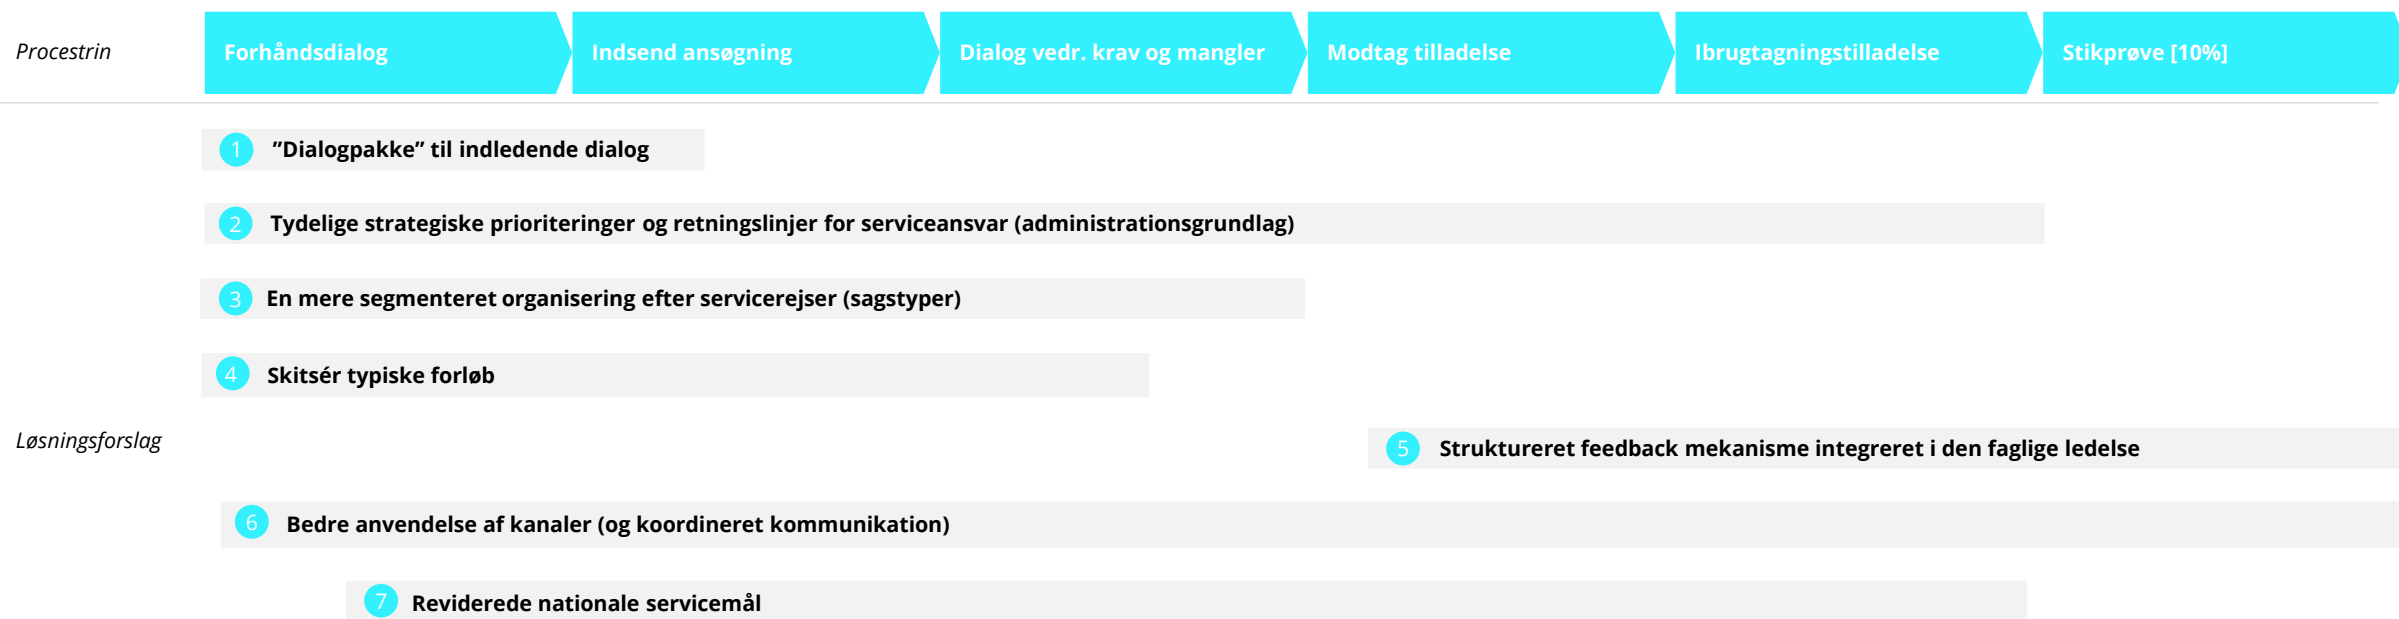 Procestrin
Forhåndsdialog
Indsend ansøgning
Dialog vedr. krav og mangler
Modtag tilladelse
Ibrugtagningstilladelse
Stikprøve [10%]
1 ”Dialogpakke” til indledende dialog
2 Tydelige strategiske prioriteringer og retningslinjer for serviceansvar (administrationsgrundlag)
3 En mere segmenteret organisering efter servicerejser (sagstyper)
4 Skitsér typiske forløb
Løsningsforslag
5 Struktureret feedback mekanisme integreret i den faglige ledelse
6 Bedre anvendelse af kanaler (og koordineret kommunikation)
7 Reviderede nationale servicemål